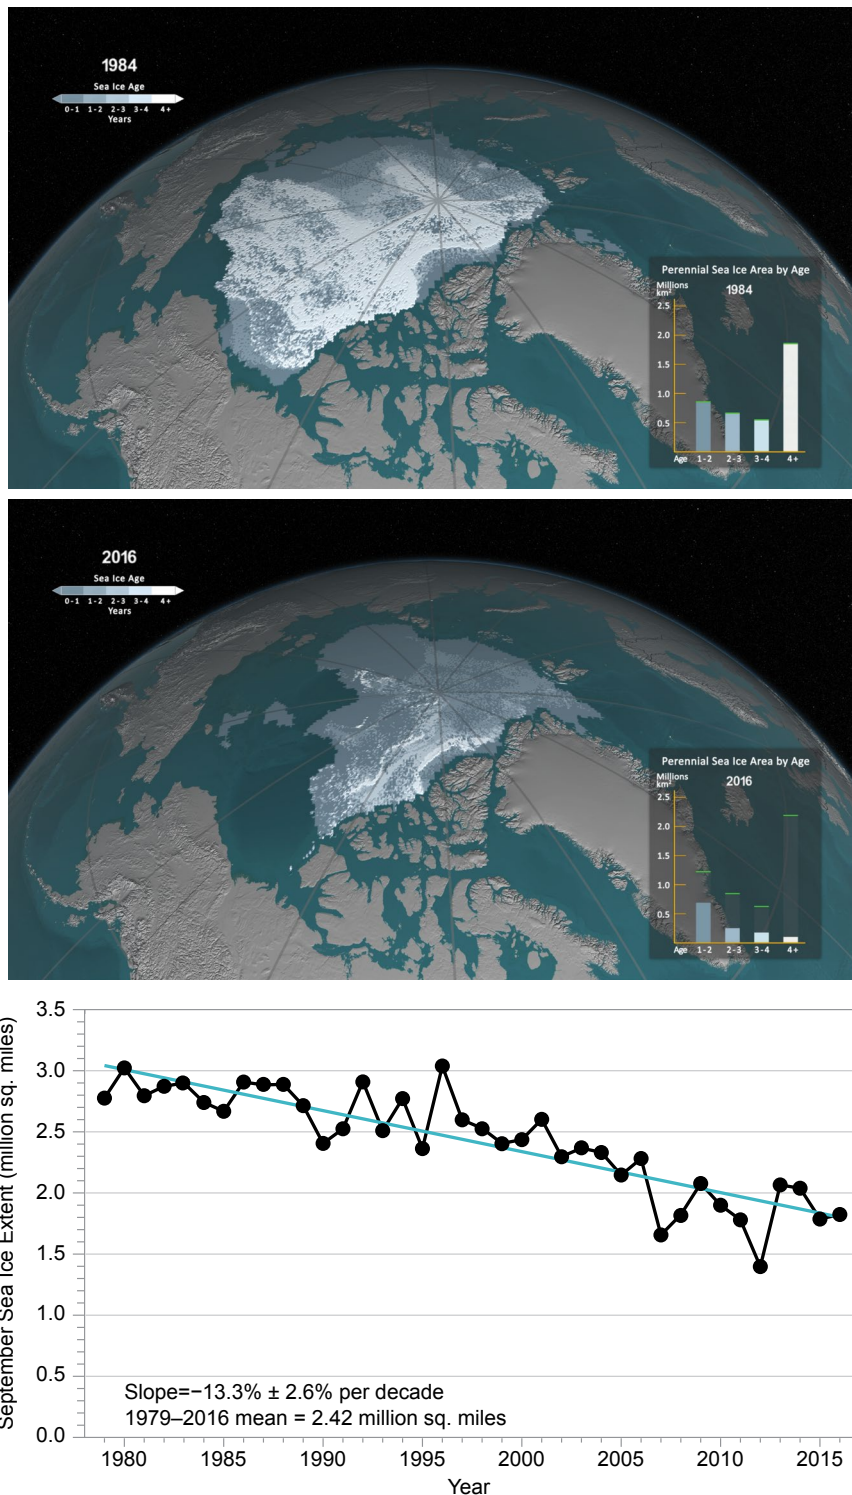 1984
Sea Ice Age
0-1 1-2 2-3 3-4 4+
Years
Perennial Sea Ice Area by Age
Millions
km²
1984
2.5
2.0
1.5
1.0
0.5
Age 1-2 2-3 3-4 4+
2016
Sea Ice Age
0-1 1-2 2-3 3-4 4+
Years
Perennial Sea Ice Area by Age
Millions
km²
2016
2.5
2.0
1.5
1.0
0.5
Age 1-2 2-3 3-4 4+
September Sea Ice Extent (million sq. miles)
3.5
3.0
2.5
2.0
1.5
1.0
0.5
0.0
Slope=−13.3% ± 2.6% per decade
1979–2016 mean = 2.42 million sq. miles
1980 1985 1990 1995 2000 2005 2010 2015
Year